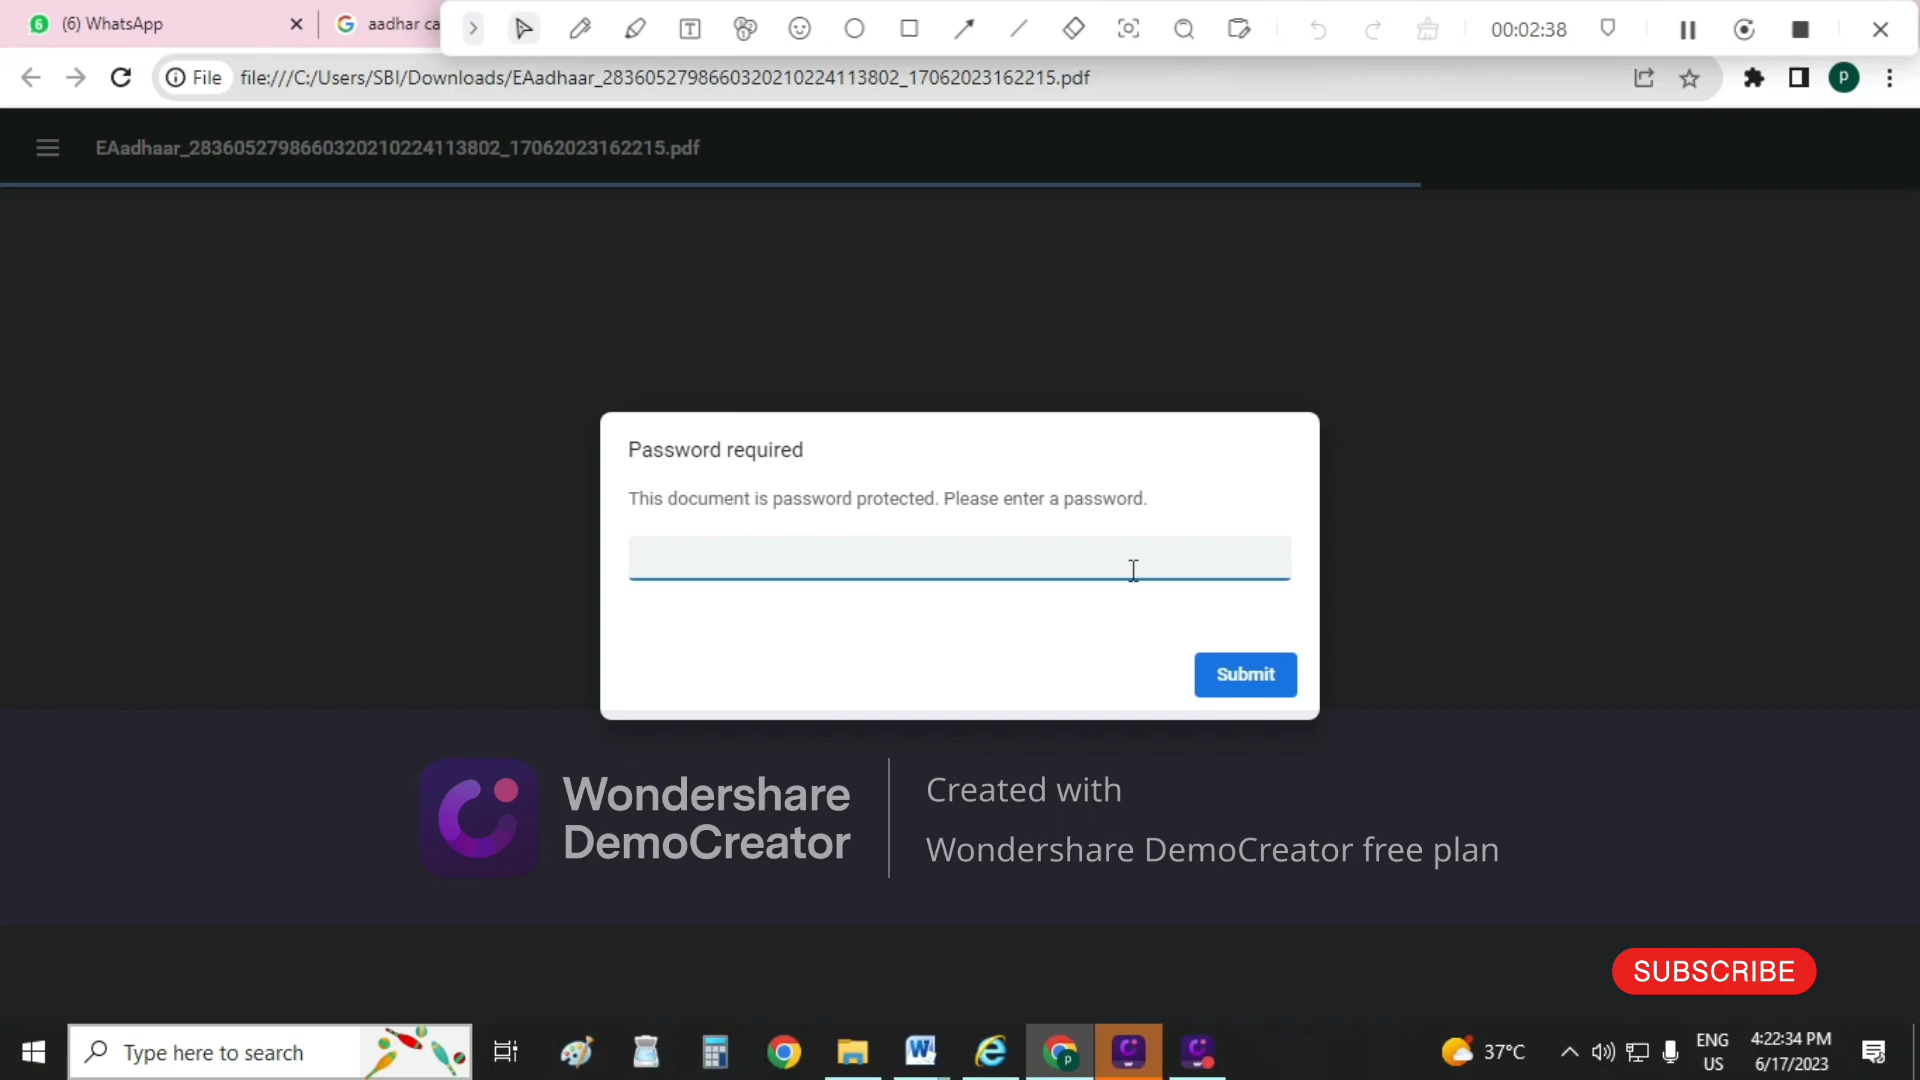 6 (6) WhatsApp
aadhar ca
00:02:38
File file:///C:/Users/SBI/Downloads/EAadhaar_2836052798660320210224113802_17062023162215.pdf
P
EAadhaar_2836052798660320210224113802_17062023162215.pdf
Password required
This document is password protected. Please enter a password.
Submit
Wondershare
DemoCreator
Created with
Wondershare DemoCreator free plan
SUBSCRIBE
Type here to search
37°C
ENG
US
4:22:34 PM
6/17/2023